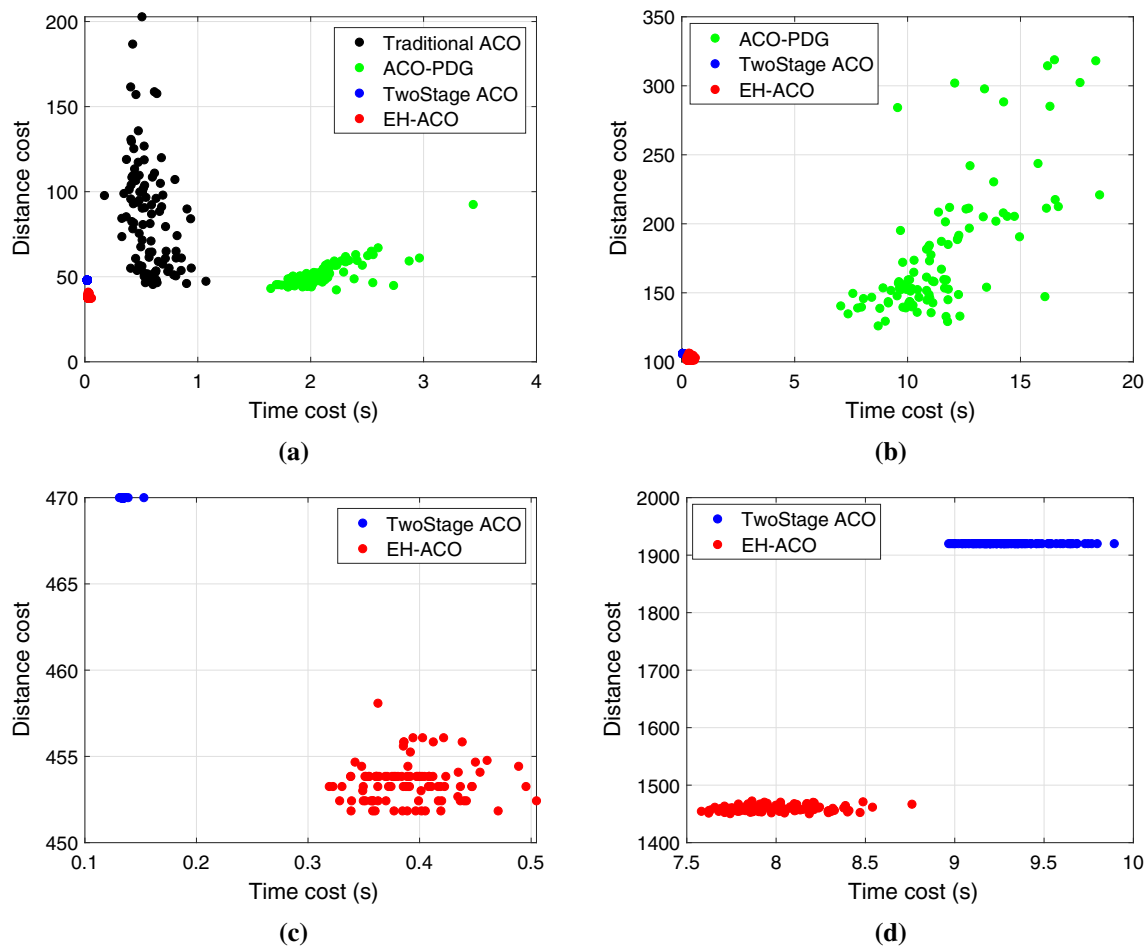 200
150
100
50
0
Distance cost
Traditional ACO
ACO-PDG
TwoStage ACO
EH-ACO
0 1 2 3 4
Time cost (s)
(a)
350
300
250
200
150
100
Distance cost
ACO-PDG
TwoStage ACO
EH-ACO
0 5 10 15 20
Time cost (s)
(b)
470
465
460
455
450
Distance cost
TwoStage ACO
EH-ACO
0.1 0.2 0.3 0.4 0.5
Time cost (s)
(c)
2000
1900
1800
1700
1600
1500
1400
Distance cost
TwoStage ACO
EH-ACO
7.5 8 8.5 9 9.5 10
Time cost (s)
(d)